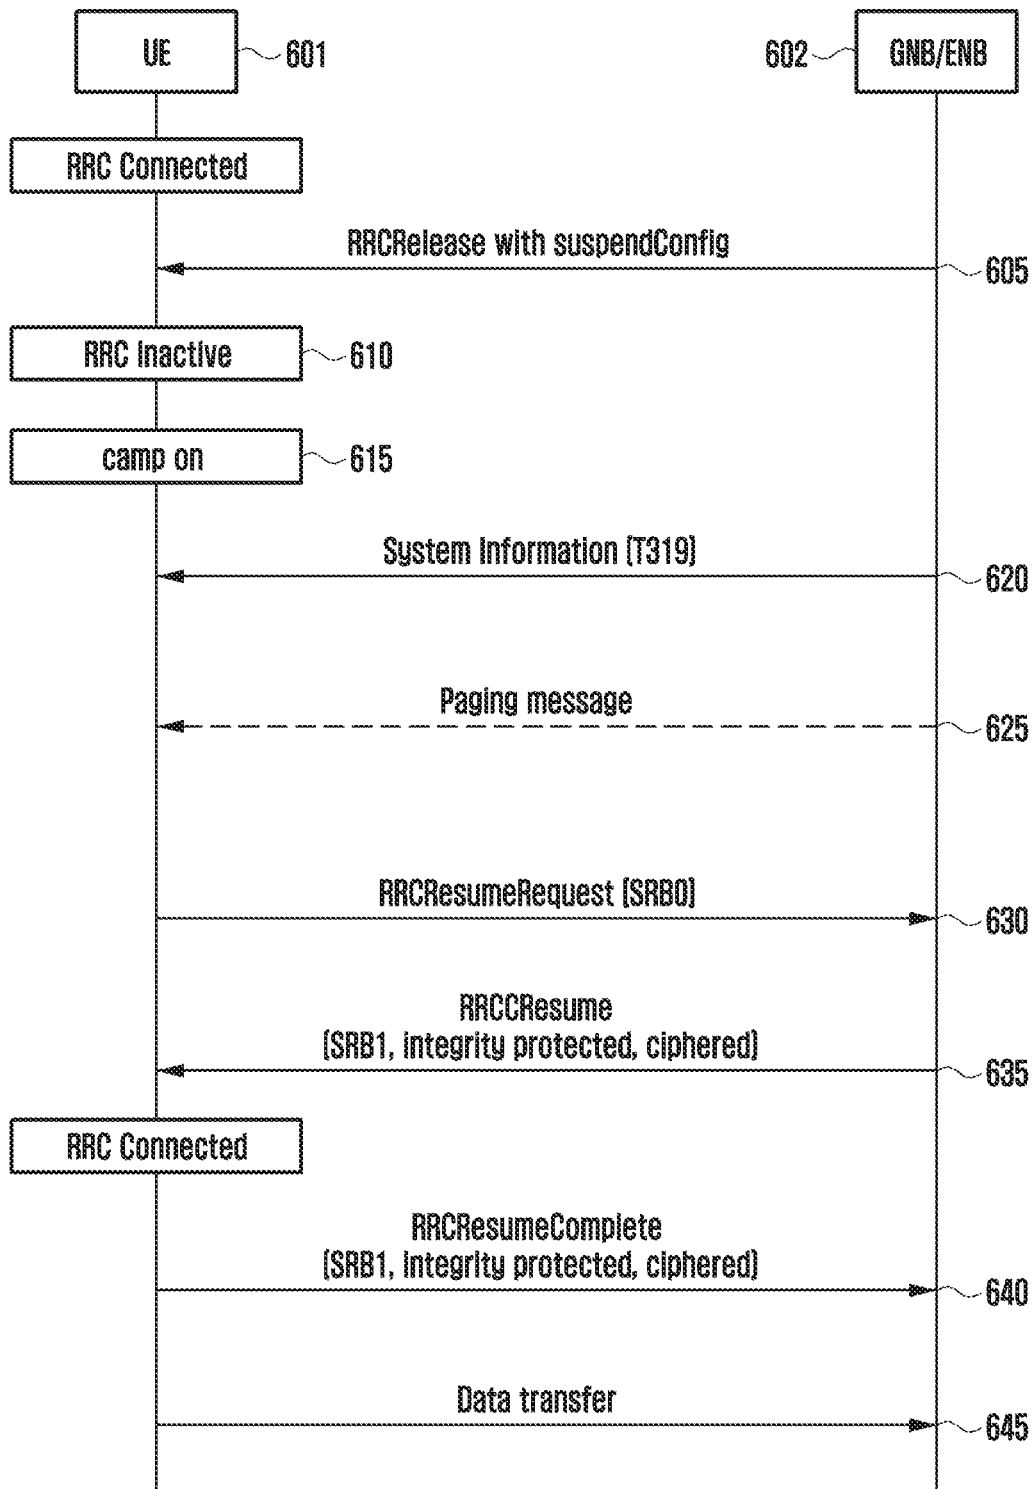 UE
601
602
GNB/ENB
RRC Connected
RRCRelease with suspendConfig
605
RRC Inactive
610
camp on
615
System Information (T319)
620
Paging message
625
RRCResumeRequest (SRB0)
630
RRCCResume
(SRB1, integrity protected, ciphered)
635
RRC Connected
RRCResumeComplete
(SRB1, integrity protected, ciphered)
640
Data transfer
645